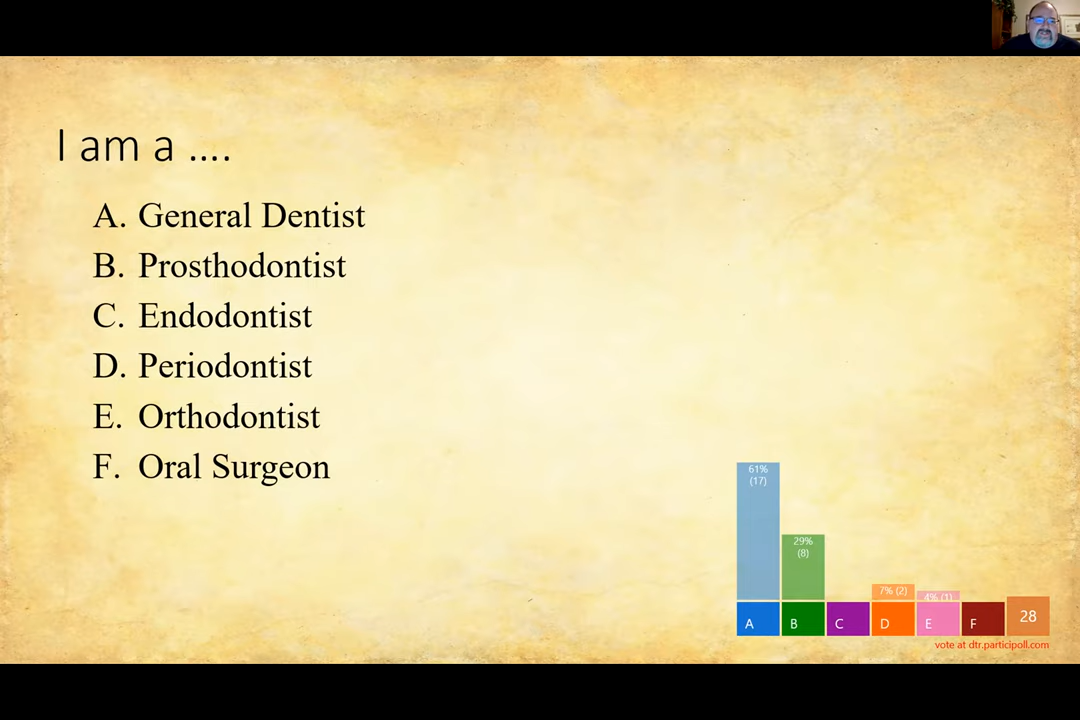 I am a ....
A. General Dentist
B. Prosthodontist
C. Endodontist
D. Periodontist
E. Orthodontist
F. Oral Surgeon
61%
(17)
29%
(8)
7% (2)
4% (1)
A B C D E F 28
vote at dtr.participoll.com